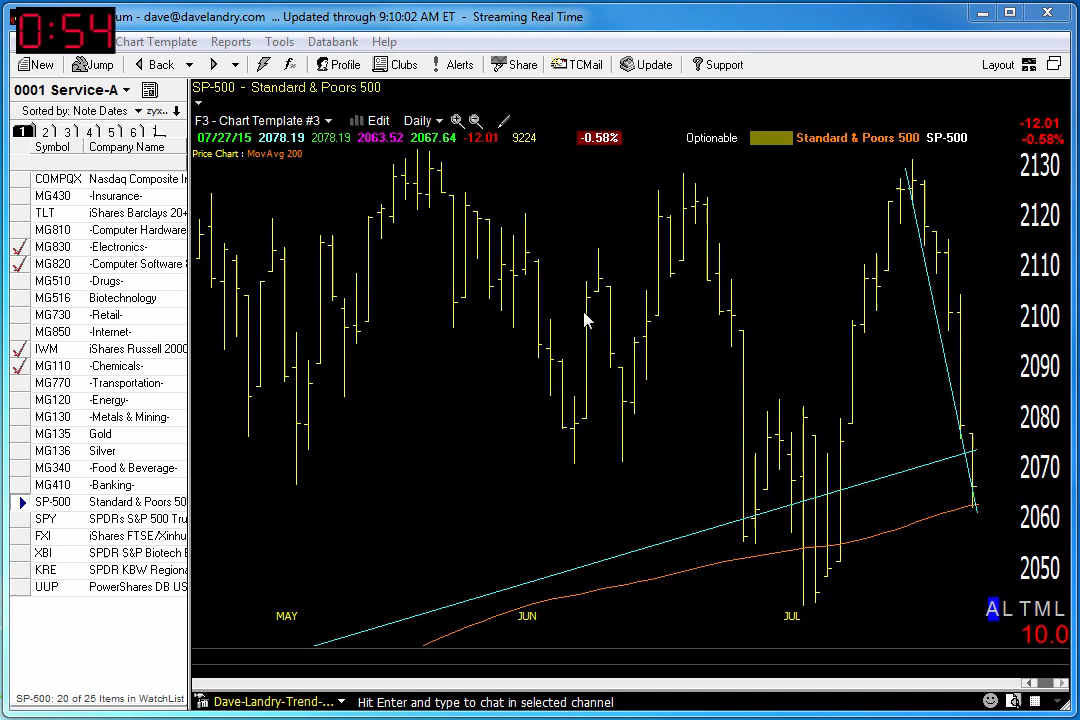 0:54
um - dave@davelandry.com ... Updated through 9:10:02 AM ET - Streaming Real Time
Chart Template Reports Tools Databank Help
New Jump Back Profile Clubs Alerts Share TCMail Update Support Layout
0001 Service-A
Sorted by: Note Dates zyx..
1 2 3 4 5 6
Symbol Company Name
COMPQX Nasdaq Composite In
MG430 -Insurance-
TLT iShares Barclays 20+
MG810 -Computer Hardware
MG830 -Electronics-
MG820 -Computer Software &
MG510 -Drugs-
MG516 Biotechnology
MG730 -Retail-
MG850 -Internet-
IWM iShares Russell 2000
MG110 -Chemicals-
MG770 -Transportation-
MG120 -Energy-
MG130 -Metals & Mining-
MG135 Gold
MG136 Silver
MG340 -Food & Beverage-
MG410 -Banking-
SP-500 Standard & Poors 50
SPY SPDRs S&P 500 Tru
FXI iShares FTSE/Xinhu
XBI SPDR S&P Biotech E
KRE SPDR KBW Regiona
UUP PowerShares DB US
SP-500: 20 of 25 Items in WatchList
SP-500 - Standard & Poors 500
F3 - Chart Template #3 Edit Daily
07/27/15 2078.19 2078.19 2063.52 2067.64 -12.01 9224 -0.58% Optionable Standard & Poors 500 SP-500
Price Chart : MovAvg 200
-12.01
-0.58%
2130
2120
2110
2100
2090
2080
2070
2060
2050
MAY JUN JUL
A L T M L
10.0
Dave-Landry-Trend-... Hit Enter and type to chat in selected channel